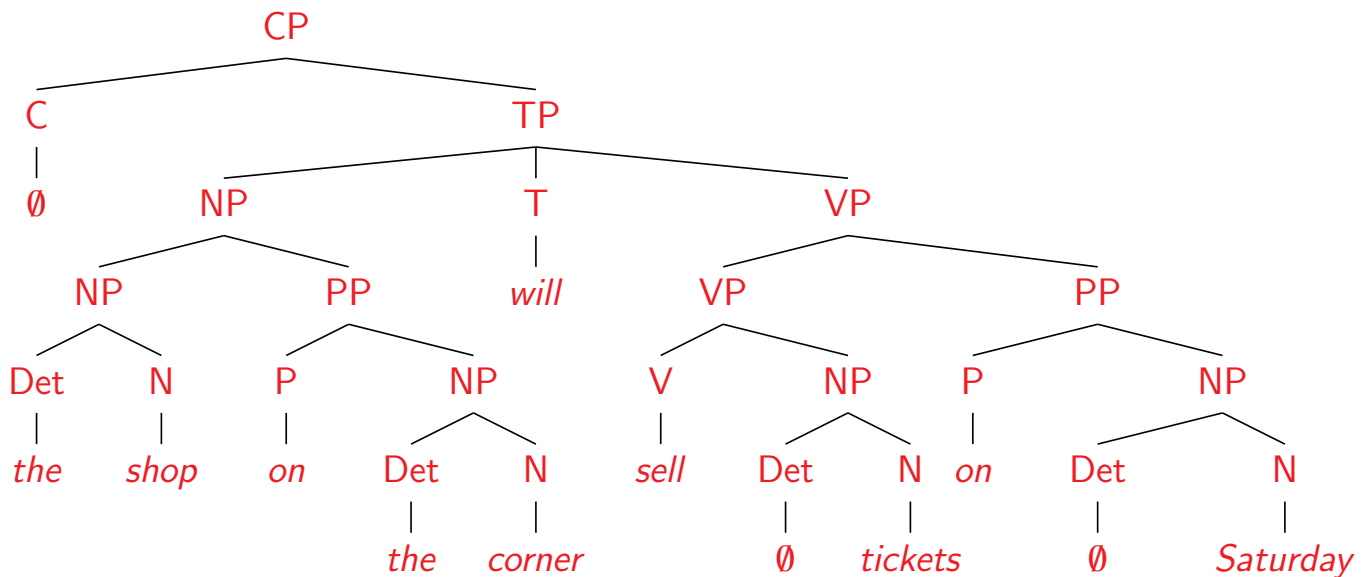 CP
C TP
∅ NP T VP
NP PP will VP PP
Det N P NP V NP P NP
the shop on Det N sell Det N on Det N
the corner ∅ tickets ∅ Saturday